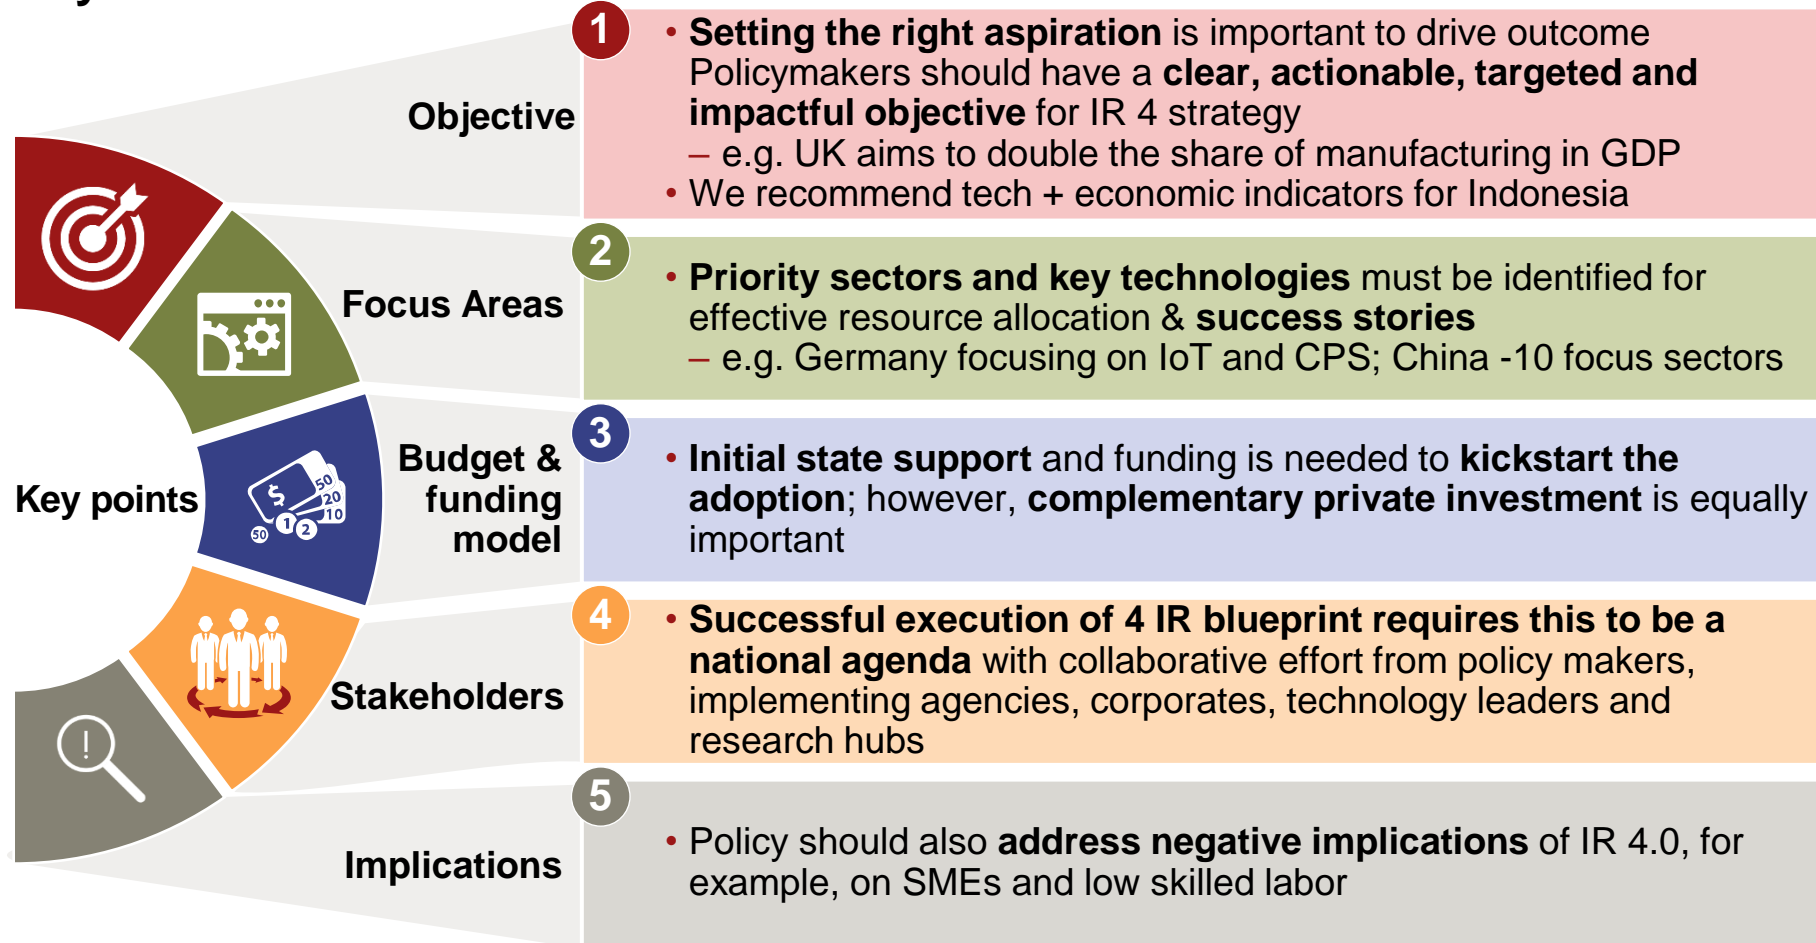 1
• Setting the right aspiration is important to drive outcome
Policymakers should have a clear, actionable, targeted and
impactful objective for IR 4 strategy
– e.g. UK aims to double the share of manufacturing in GDP
• We recommend tech + economic indicators for Indonesia
Objective
2
• Priority sectors and key technologies must be identified for
effective resource allocation & success stories
– e.g. Germany focusing on IoT and CPS; China -10 focus sectors
Focus Areas
3
• Initial state support and funding is needed to kickstart the
adoption; however, complementary private investment is equally
important
Budget &
funding
model
Key points
$
50
20
10
50
1
2
4
• Successful execution of 4 IR blueprint requires this to be a
national agenda with collaborative effort from policy makers,
implementing agencies, corporates, technology leaders and
research hubs
Stakeholders
!
5
• Policy should also address negative implications of IR 4.0, for
example, on SMEs and low skilled labor
Implications